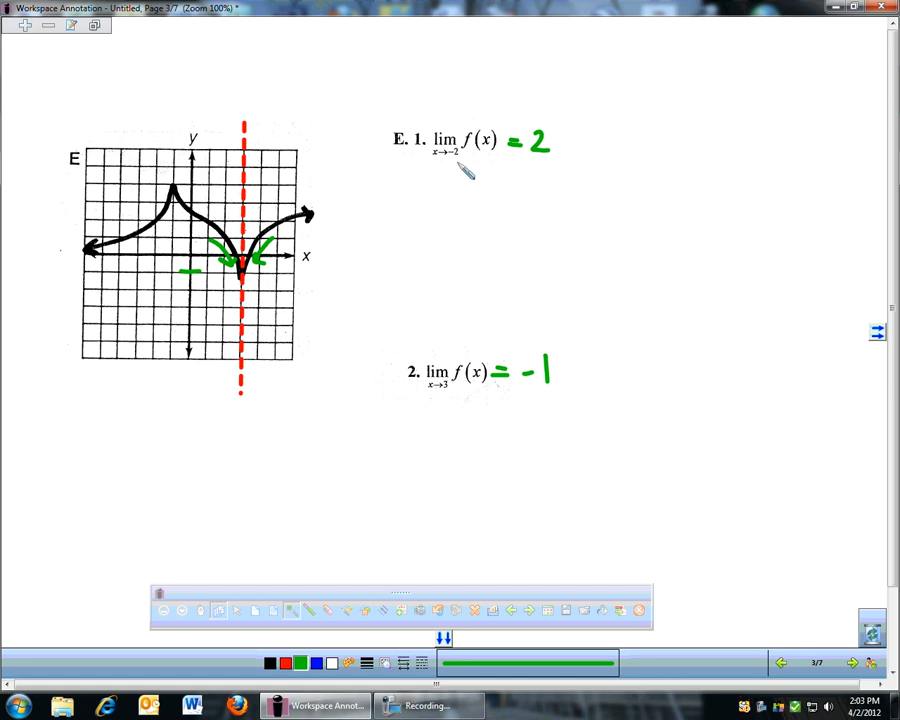 Workspace Annotation - Untitled, Page 3/7 (Zoom 100%) *
E
y
x
E. 1. lim f(x) = 2
x→-2
2. lim f(x) = -1
x→3
3/7
Workspace Annot...
Recording...
2:03 PM
4/2/2012